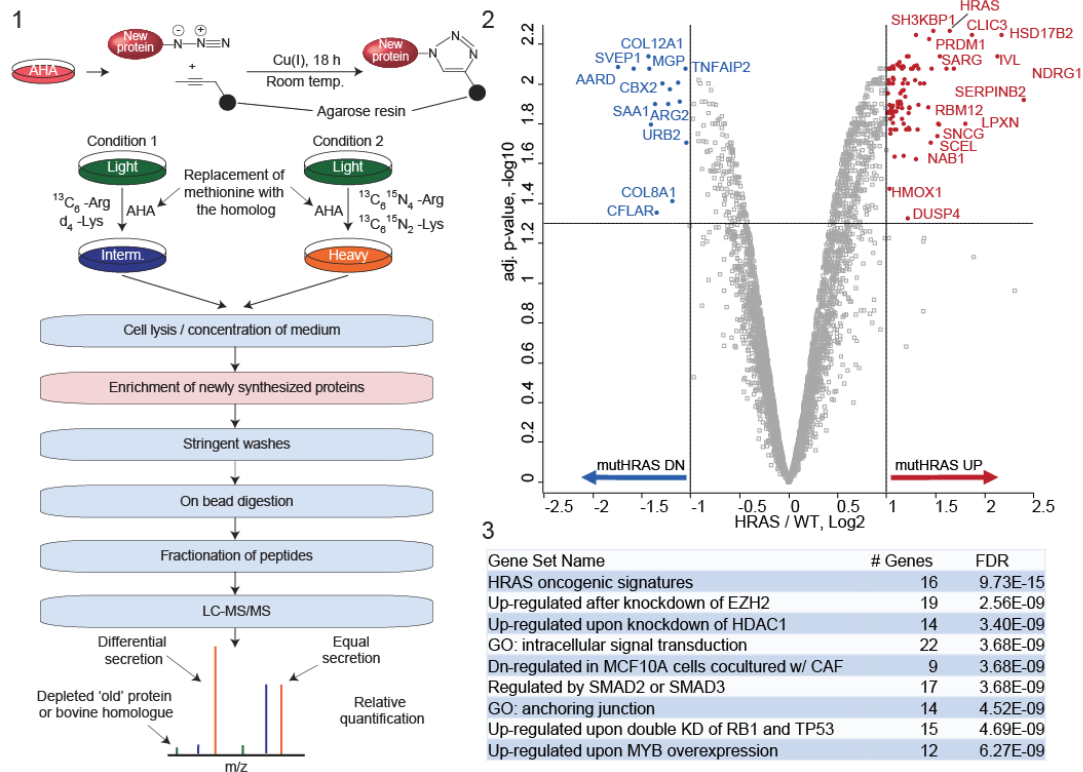 1
New
protein
N
N
N
⊖
⊕
+
AHA
Cu(I), 18 h
Room temp.
New
protein
N
N
N
Agarose resin
Condition 1
Condition 2
Light
Light
13C6 -Arg
d4 -Lys
AHA
Replacement of
methionine with
the homolog
AHA
13C6 15N4 -Arg
13C6 15N2 -Lys
Interm.
Heavy
Cell lysis / concentration of medium
Enrichment of newly synthesized proteins
Stringent washes
On bead digestion
Fractionation of peptides
LC-MS/MS
Differential
secretion
Equal
secretion
Depleted ‘old’ protein
or bovine homologue
Relative
quantification
m/z
2
adj. p-value, -log10
2.2
2
1.8
1.6
1.4
1.2
1
0.8
0.6
0.4
0.2
0
COL12A1
SVEP1
MGP
TNFAIP2
AARD
CBX2
SAA1
ARG2
URB2
COL8A1
CFLAR
HRAS
SH3KBP1
CLIC3
HSD17B2
PRDM1
SARG
IVL
NDRG1
SERPINB2
RBM12
LPXN
SNCG
SCEL
NAB1
HMOX1
DUSP4
mutHRAS DN
mutHRAS UP
-2.5
-2
-1.5
-1
-0.5
0
0.5
1
1.5
2
2.5
HRAS / WT, Log2
3
Gene Set Name # Genes FDR
HRAS oncogenic signatures 16 9.73E-15
Up-regulated after knockdown of EZH2 19 2.56E-09
Up-regulated upon knockdown of HDAC1 14 3.40E-09
GO: intracellular signal transduction 22 3.68E-09
Dn-regulated in MCF10A cells cocultured w/ CAF 9 3.68E-09
Regulated by SMAD2 or SMAD3 17 3.68E-09
GO: anchoring junction 14 4.52E-09
Up-regulated upon double KD of RB1 and TP53 15 4.69E-09
Up-regulated upon MYB overexpression 12 6.27E-09